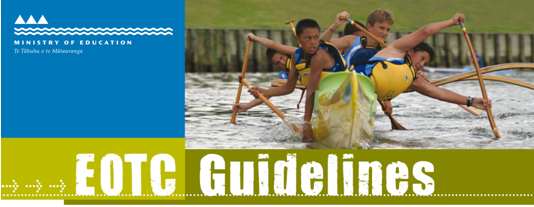 MINISTRY OF EDUCATION
Te Tāhuhu o te Mātauranga
EOTC Guidelines